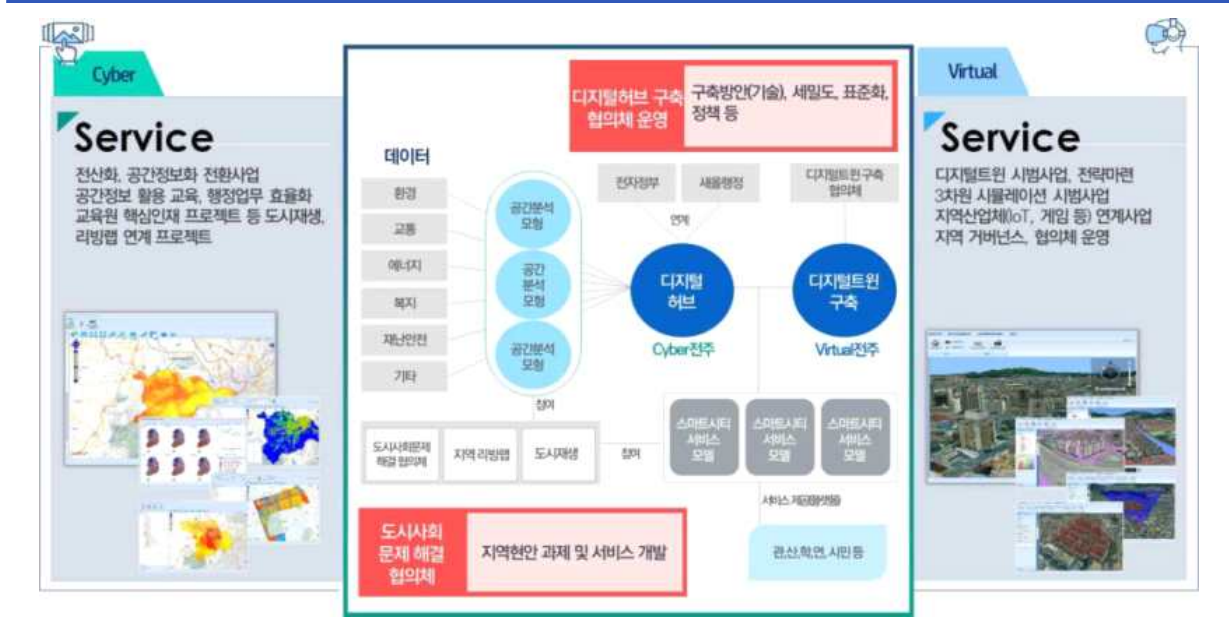 Cyber
Service
전산화, 공간정보화 전환사업
공간정보 활용 교육, 행정업무 효율화
교육원 핵심인재 프로젝트 등 도시재생,
리빙랩 연계 프로젝트
디지털허브 구축
협의체 운영
구축방안(기술), 세밀도, 표준화,
정책 등
데이터
환경
교통
에너지
복지
재난안전
기타
공간분석
모형
공간
분석
모형
공간분석
모형
전자정부
새올행정
디지털트윈 구축
협의체
연계
디지털
허브
Cyber전주
디지털트윈
구축
Virtual전주
참여
도시사회문제
해결 협의체
지역 리빙랩
도시재생
참여
스마트시티
서비스
모델
스마트시티
서비스
모델
스마트시티
서비스
모델
서비스 제공(플랫폼)
관,산,학,연, 시민 등
도시사회
문제 해결
협의체
지역현안 과제 및 서비스 개발
Virtual
Service
디지털트윈 시범사업, 전략마련
3차원 시뮬레이션 시범사업
지역산업체(IoT, 게임 등) 연계사업
지역 거버넌스, 협의체 운영